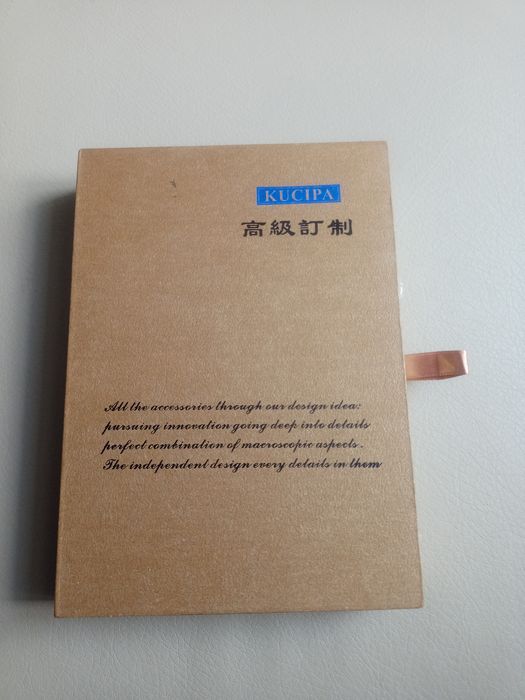 KUCIPA
高級訂制
All the accessories through our design idea:
pursuing innovation going deep into details
perfect combination of macroscopic aspects.
The independent design every details in them